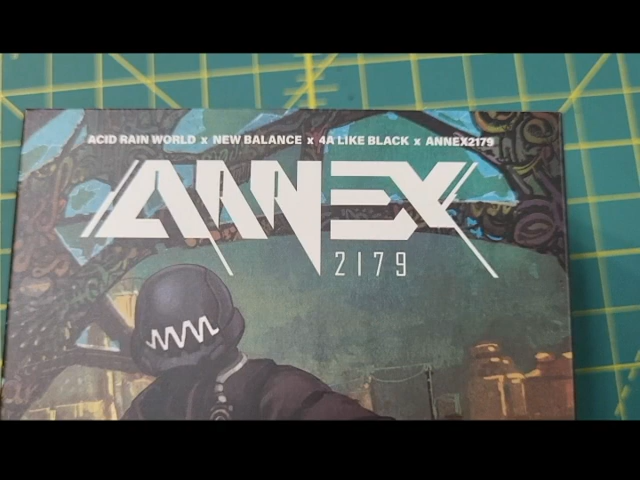 ACID RAIN WORLD x NEW BALANCE x 4A LIKE BLACK x ANNEX2179
ANNEX
2179